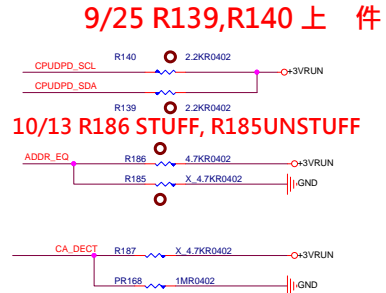 9/25 R139,R140 上 件
R140 2.2KR0402
CPUDPD_SCL
+3VRUN
CPUDPD_SDA
R139 2.2KR0402
10/13 R186 STUFF, R185UNSTUFF
ADDR_EQ R186 4.7KR0402 +3VRUN
R185 X_4.7KR0402 GND
CA_DECT R187 X_4.7KR0402 +3VRUN
PR168 1MR0402 GND